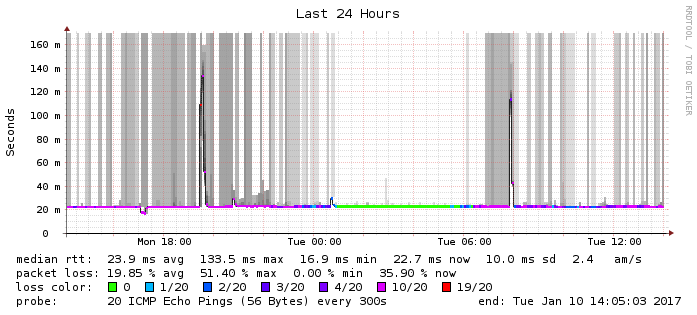 Last 24 Hours
RRDTOOL / TOBI OETIKER
Seconds
160 m
140 m
120 m
100 m
80 m
60 m
40 m
20 m
0
Mon 18:00 Tue 00:00 Tue 06:00 Tue 12:00
median rtt: 23.9 ms avg 133.5 ms max 16.9 ms min 22.7 ms now 10.0 ms sd 2.4 am/s
packet loss: 19.85 % avg 51.40 % max 0.00 % min 35.90 % now
loss color: 0 1/20 2/20 3/20 4/20 10/20 19/20
probe: 20 ICMP Echo Pings (56 Bytes) every 300s end: Tue Jan 10 14:05:03 2017